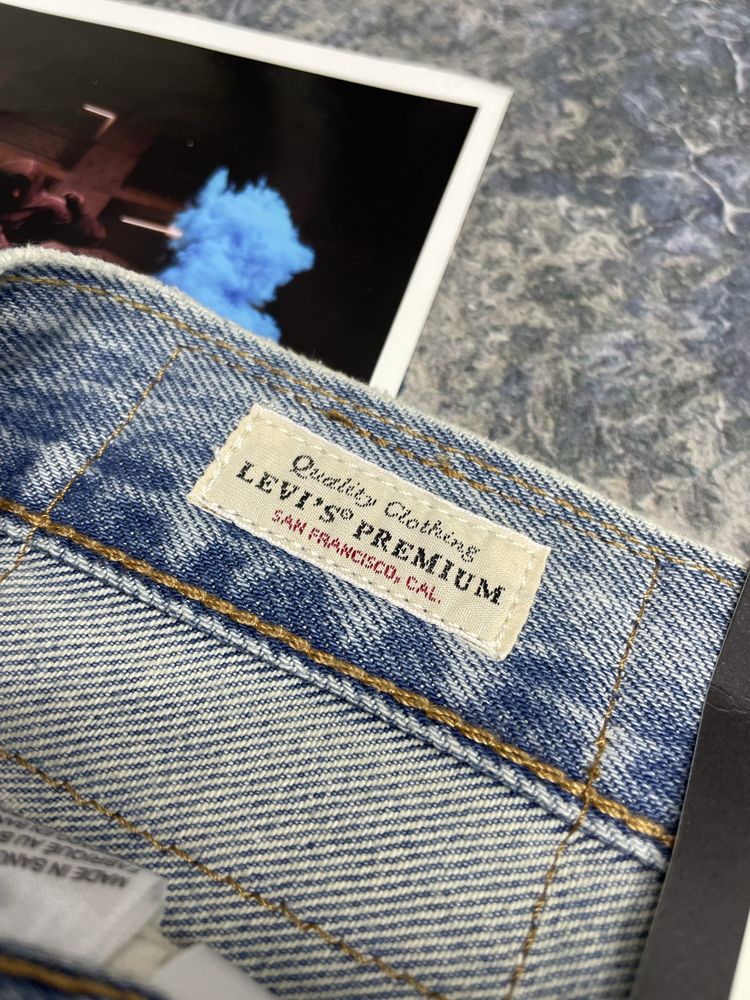 Quality Clothing
LEVI'S® PREMIUM
SAN FRANCISCO, CAL.
MADE IN BANG